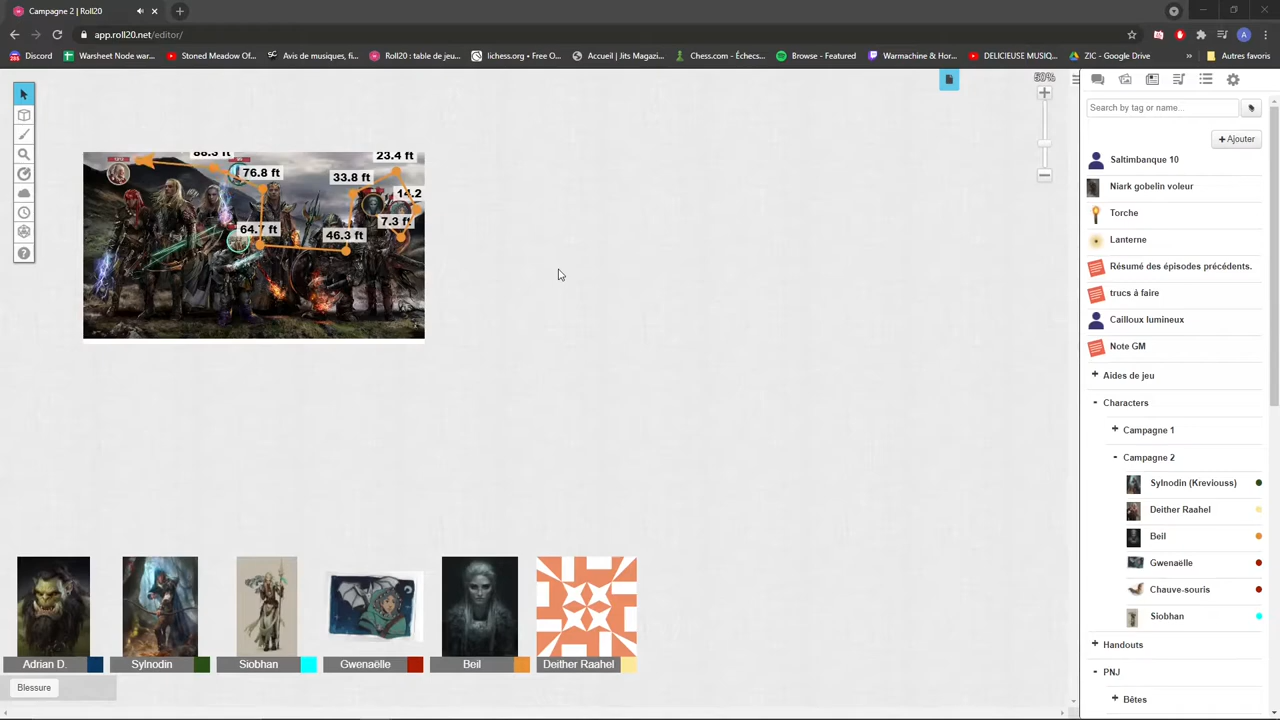 Campagne 2 | Roll20
app.roll20.net/editor/
Discord
Warsheet Node war...
Stoned Meadow Of...
Avis de musiques, fi...
Roll20 : table de jeu...
lichess.org • Free O...
Accueil | Jits Magazi...
Chess.com - Échecs...
Browse - Featured
Warmachine & Hor...
DELICIEUSE MUSIQ...
ZIC - Google Drive
»
Autres favoris
50%
Search by tag or name...
+ Ajouter
Saltimbanque 10
Niark gobelin voleur
Torche
Lanterne
Résumé des épisodes précédents.
trucs à faire
Cailloux lumineux
Note GM
+ Aides de jeu
- Characters
+ Campagne 1
- Campagne 2
Sylnodin (Kreviouss)
Deither Raahel
Beil
Gwenaelle
Chauve-souris
Siobhan
+ Handouts
- PNJ
+ Bêtes
23.4 ft
76.8 ft
33.8 ft
14.2
7.3 ft
64.7 ft
46.3 ft
Adrian D.
Sylnodin
Siobhan
Gwenaëlle
Beil
Deither Raahel
Blessure